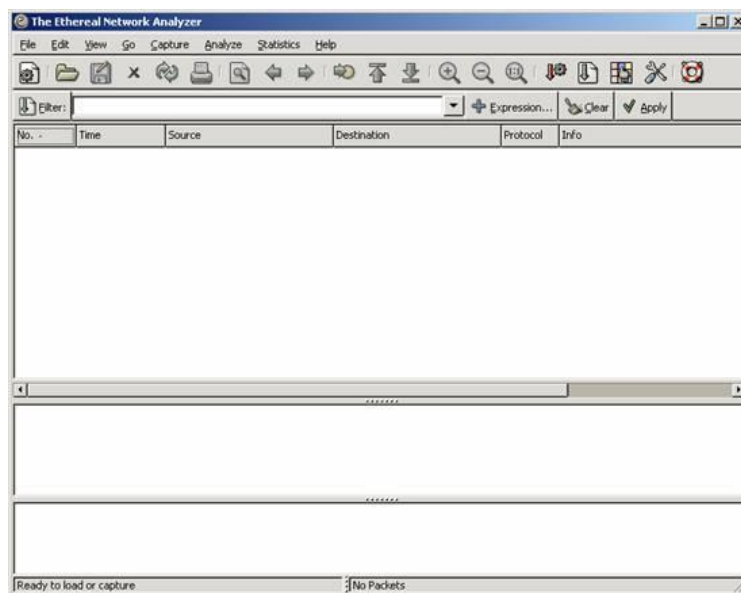 The Ethereal Network Analyzer
File Edit View Go Capture Analyze Statistics Help
Filter: Expression... Clear Apply
No. - Time Source Destination Protocol Info
Ready to load or capture No Packets